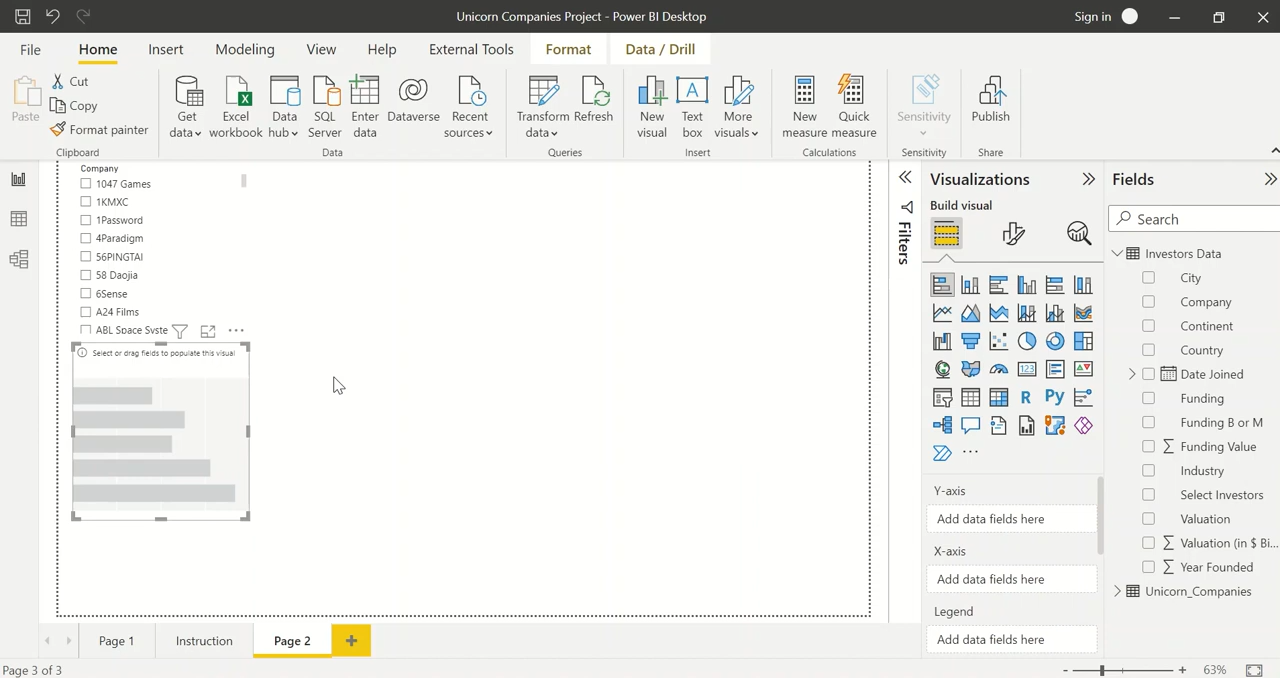 Unicorn Companies Project - Power BI Desktop
Sign in
File
Home
Insert
Modeling
View
Help
External Tools
Format
Data / Drill
Paste
Cut
Copy
Format painter
Clipboard
Get
data
Excel
workbook
Data
hub
SQL
Server
Enter
data
Dataverse
Recent
sources
Data
Transform
data
Refresh
Queries
New
visual
Text
box
More
visuals
Insert
New
measure
Quick
measure
Calculations
Sensitivity
Sensitivity
Publish
Share
Company
1047 Games
1KMXC
1Password
4Paradigm
56PINGTAI
58 Daojia
6Sense
A24 Films
ABL Space Syste
Select or drag fields to populate this visual
Filters
Visualizations
Build visual
R
Py
123
Y-axis
Add data fields here
X-axis
Add data fields here
Legend
Add data fields here
Fields
Search
Investors Data
City
Company
Continent
Country
Date Joined
Funding
Funding B or M
Funding Value
Industry
Select Investors
Valuation
Valuation (in $ Bi...
Year Founded
Unicorn_Companies
Page 1
Instruction
Page 2
Page 3 of 3
63%